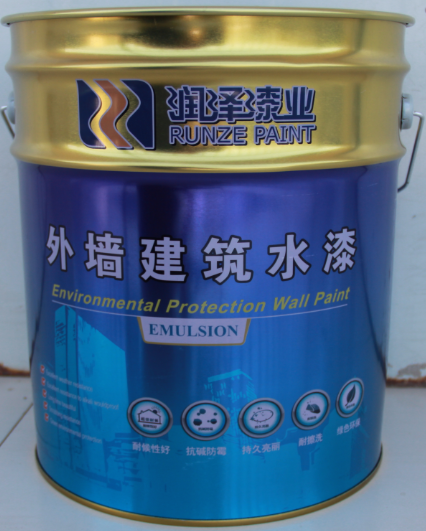 润泽漆业
RUNZE PAINT
外墙建筑水漆
Environmental Protection Wall Paint
EMULSION
耐候性好
抗碱防霉
持久亮丽
耐擦洗
绿色环保